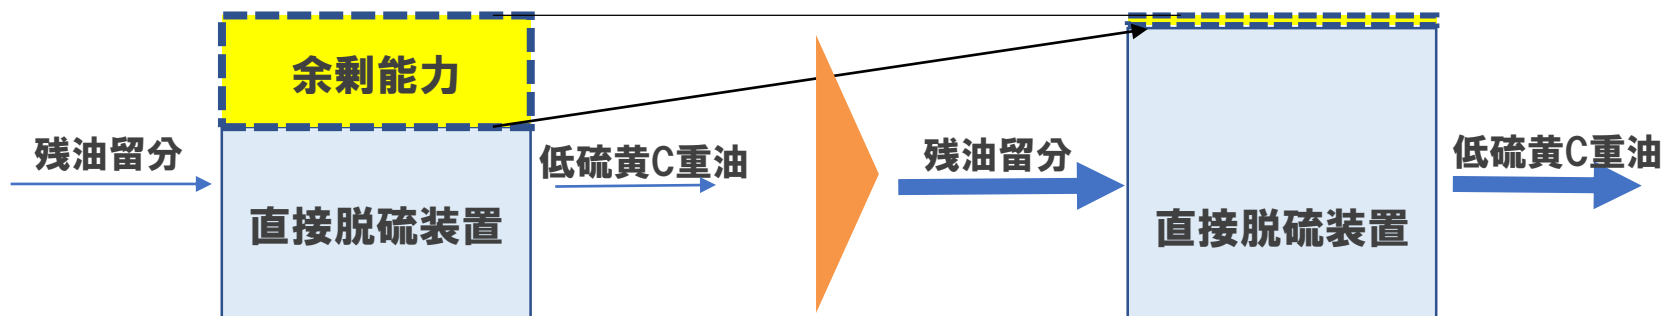 余剰能力
残油留分
低硫黄C重油
直接脱硫装置
残油留分
低硫黄C重油
直接脱硫装置